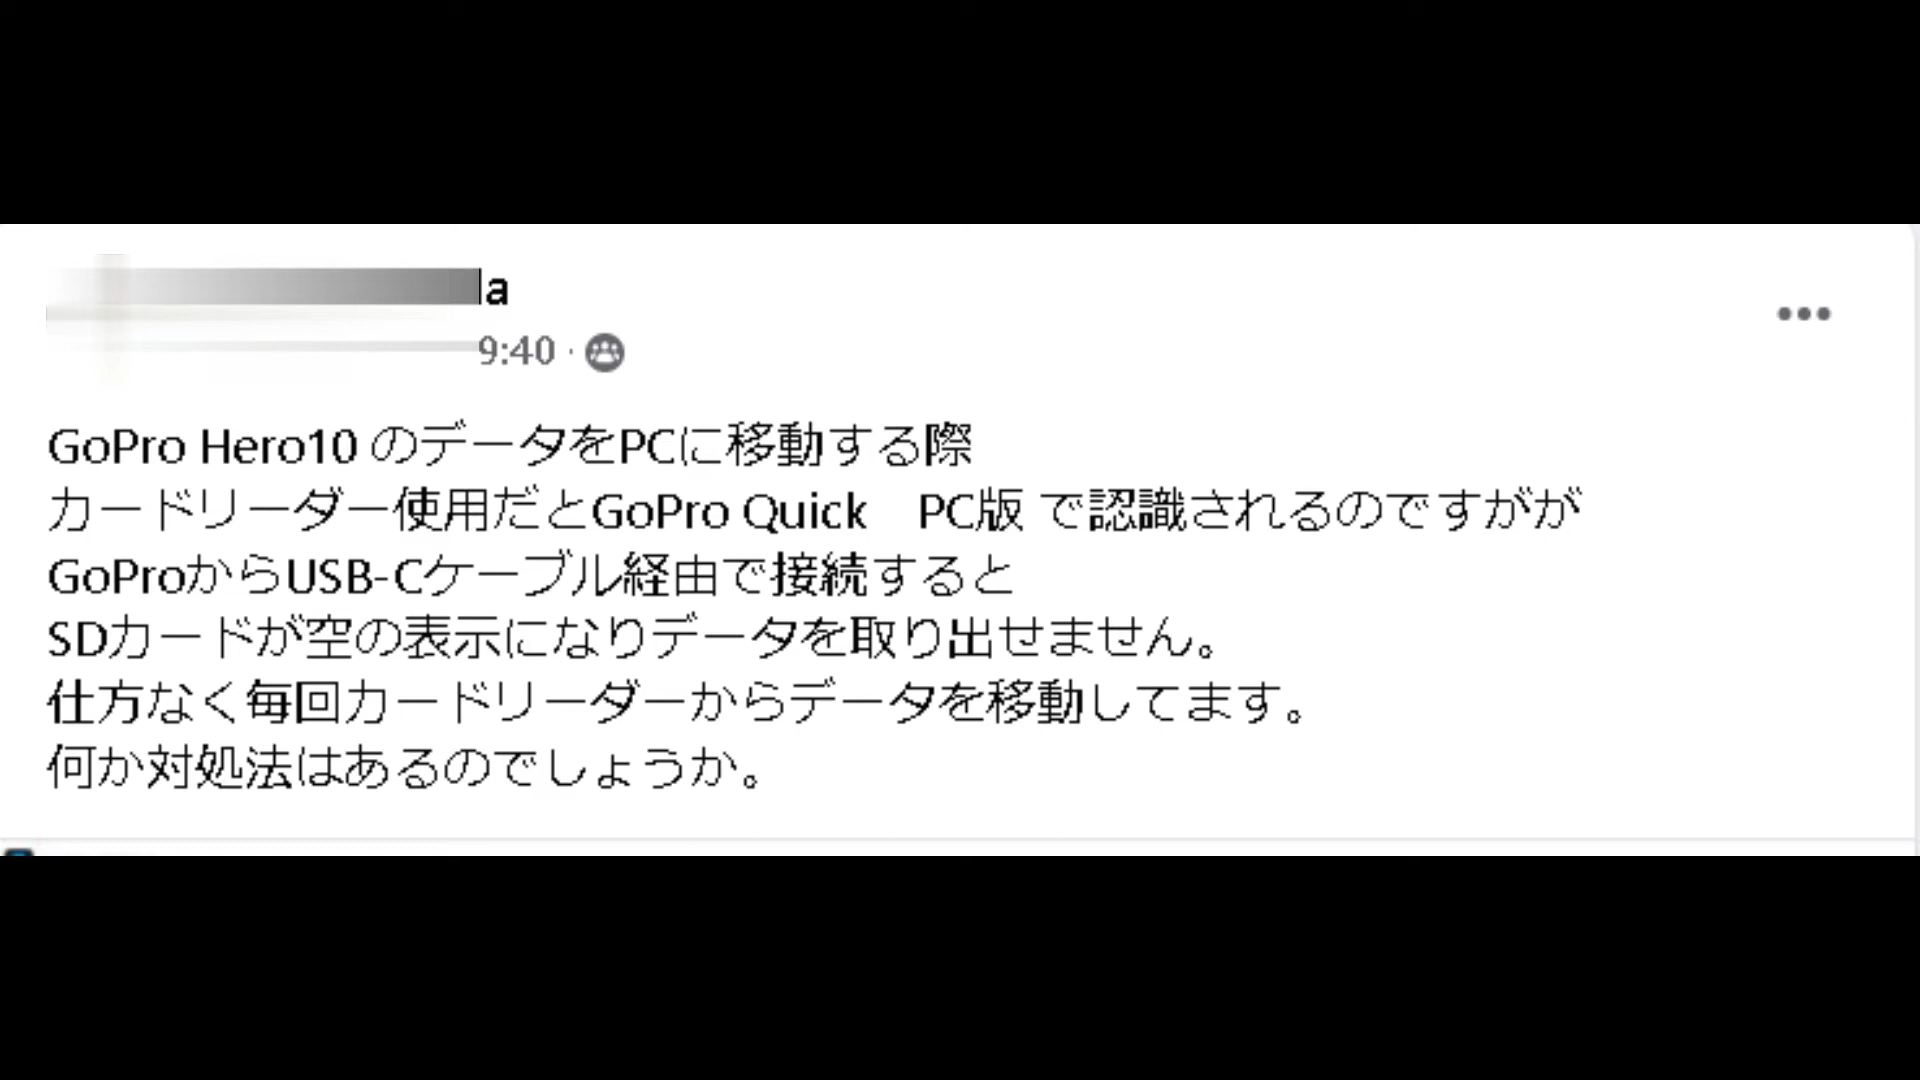 a
9:40 ·
GoPro Hero10 のデータをPCに移動する際
カードリーダー使用だとGoPro Quick　PC版 で認識されるのですがが
GoProからUSB-Cケーブル経由で接続すると
SDカードが空の表示になりデータを取り出せません。
仕方なく毎回カードリーダーからデータを移動してます。
何か対処法はあるのでしょうか。